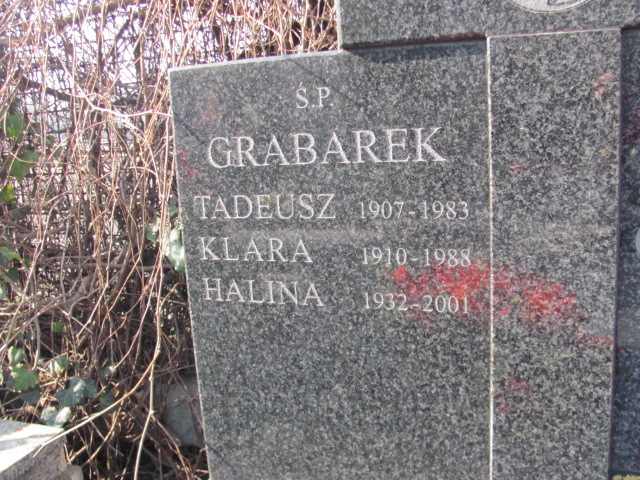 Ś.P.
GRABAREK
TADEUSZ 1907-1983
KLARA 1910-1988
HALINA 1932-2001